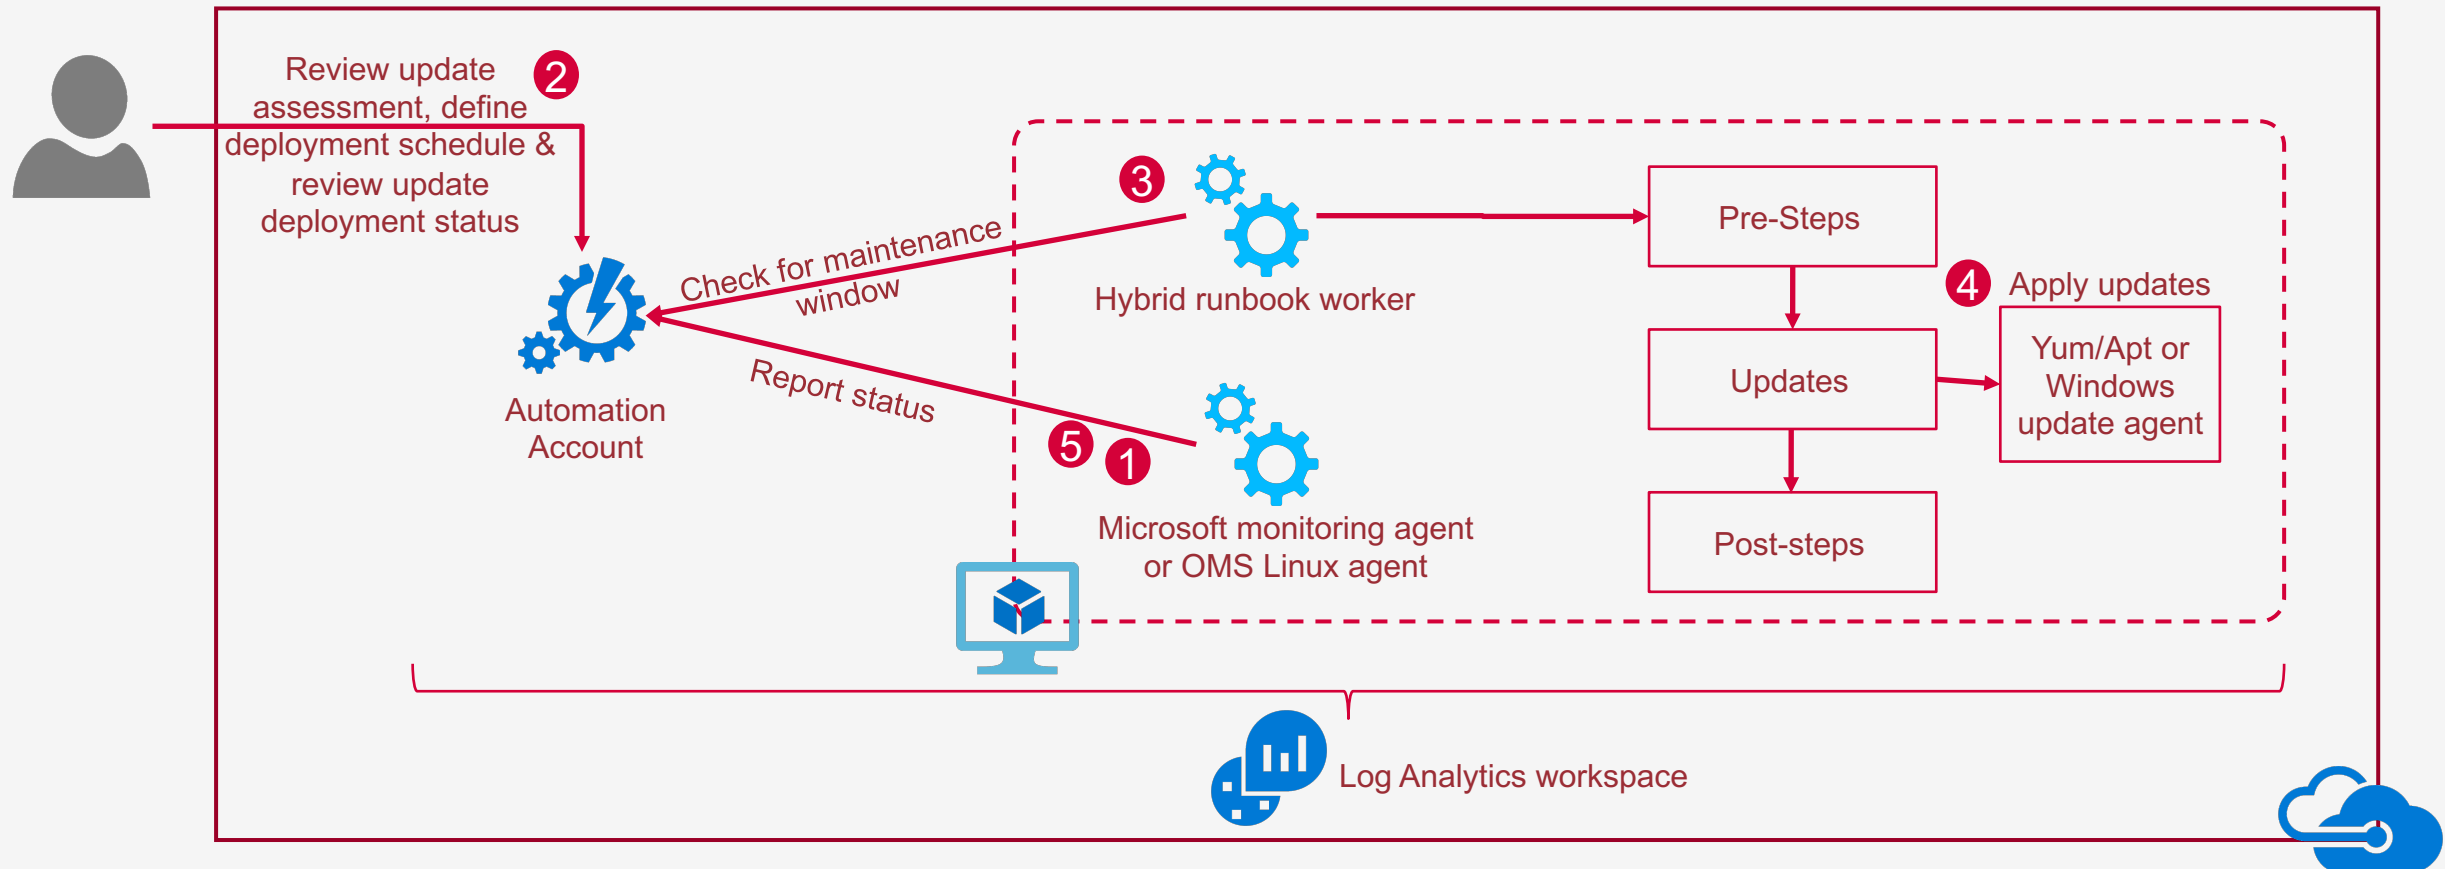 Review update
assessment, define
deployment schedule &
review update
deployment status
2
3
Check for maintenance
window
Hybrid runbook worker
Pre-Steps
4
Apply updates
Updates
Yum/Apt or
Windows
update agent
Post-steps
Automation
Account
Report status
5
1
Microsoft monitoring agent
or OMS Linux agent
Log Analytics workspace